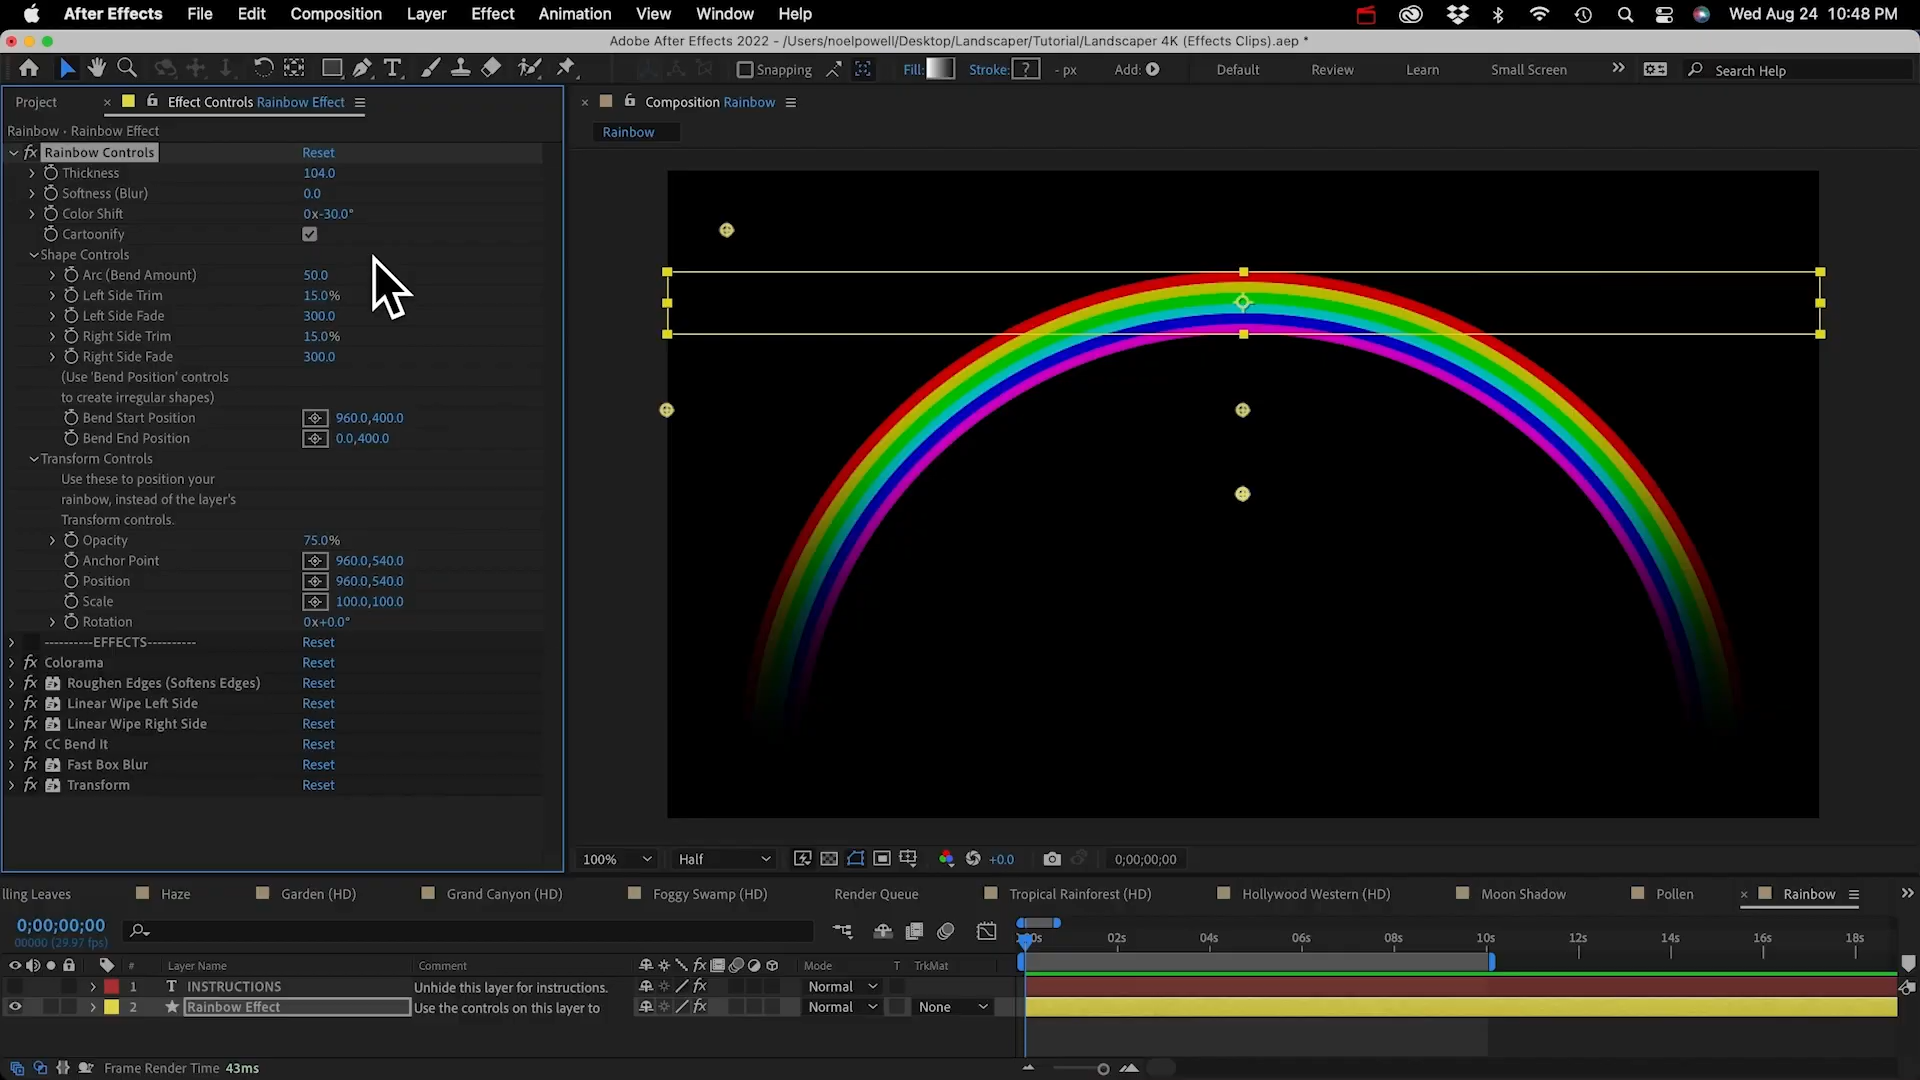 After Effects File Edit Composition Layer Effect Animation View Window Help Wed Aug 24 10:48 PM
Adobe After Effects 2022 - /Users/noelpowell/Desktop/Landscaper/Tutorial/Landscaper 4K (Effects Clips).aep *
Snapping Fill: Stroke: ? - px Add: Default Review Learn Small Screen Search Help
Project Effect Controls Rainbow Effect Composition Rainbow
Rainbow • Rainbow Effect
Rainbow
Rainbow Controls Reset
Thickness 104.0
Softness (Blur) 0.0
Color Shift 0x-30.0°
Cartoonify
Shape Controls
Arc (Bend Amount) 50.0
Left Side Trim 15.0%
Left Side Fade 300.0
Right Side Trim 15.0%
Right Side Fade 300.0
(Use 'Bend Position' controls
to create irregular shapes)
Bend Start Position 960.0,400.0
Bend End Position 0.0,400.0
Transform Controls
Use these to position your
rainbow, instead of the layer's
Transform controls.
Opacity 75.0%
Anchor Point 960.0,540.0
Position 960.0,540.0
Scale 100.0,100.0
Rotation 0x+0.0°
----------EFFECTS---------- Reset
Colorama Reset
Roughen Edges (Softens Edges) Reset
Linear Wipe Left Side Reset
Linear Wipe Right Side Reset
CC Bend It Reset
Fast Box Blur Reset
Transform Reset
100% Half +0.0 0;00;00;00
lling Leaves Haze Garden (HD) Grand Canyon (HD) Foggy Swamp (HD) Render Queue Tropical Rainforest (HD) Hollywood Western (HD) Moon Shadow Pollen Rainbow
0;00;00;00
00000 (29.97 fps)
02s 04s 06s 08s 10s 12s 14s 16s 18s
# Layer Name Comment Mode T TrkMat
1 T INSTRUCTIONS Unhide this layer for instructions. Normal
2 Rainbow Effect Use the controls on this layer to Normal None
Frame Render Time 43ms